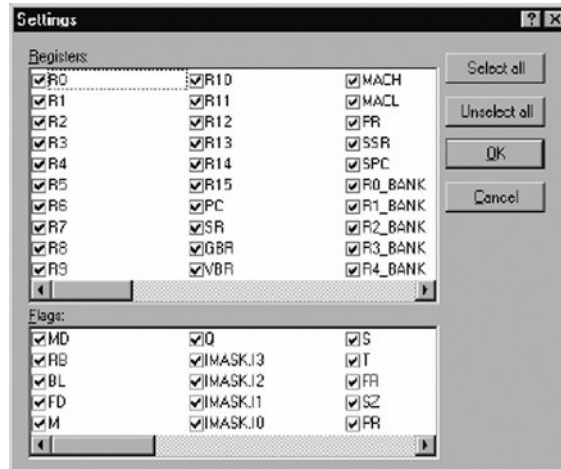 Settings
Registers:
R0 R10 MACH
R1 R11 MACL
R2 R12 PR
R3 R13 SSR
R4 R14 SPC
R5 R15 R0_BANK
R6 PC R1_BANK
R7 SR R2_BANK
R8 GBR R3_BANK
R9 VBR R4_BANK
Select all
Unselect all
OK
Cancel
Flags:
MD Q S
RB IMASK.I3 T
BL IMASK.I2 FR
FD IMASK.I1 SZ
M IMASK.I0 PR